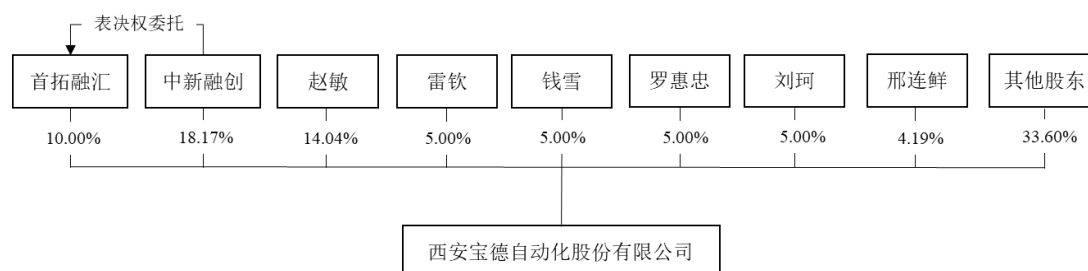 表决权委托
首拓融汇 中新融创 赵敏 雷钦 钱雪 罗惠忠 刘珂 邢连鲜 其他股东
10.00% 18.17% 14.04% 5.00% 5.00% 5.00% 5.00% 4.19% 33.60%
西安宝德自动化股份有限公司